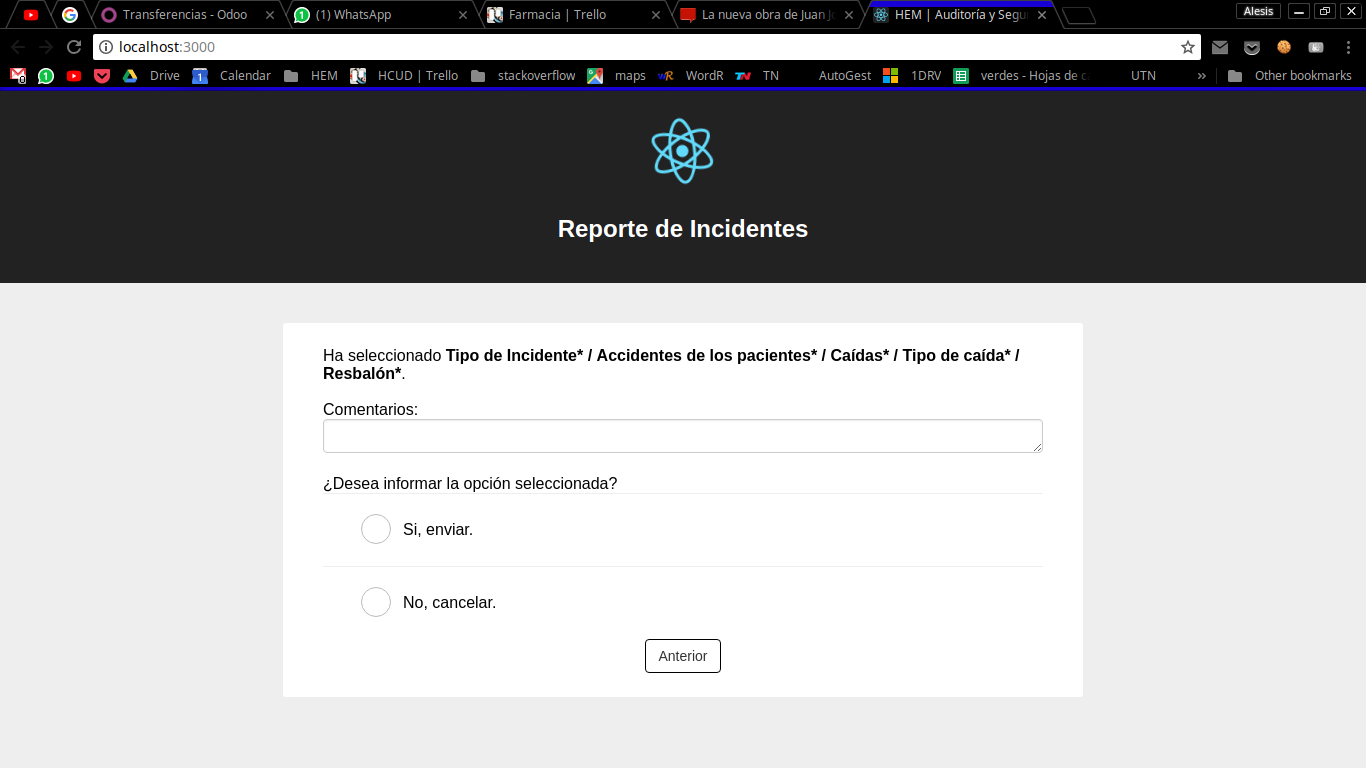 Transferencias - Odoo
(1) WhatsApp
Farmacia | Trello
La nueva obra de Juan J
HEM | Auditoría y Segu
Alesis
localhost:3000
Drive
Calendar
HEM
HCUD | Trello
stackoverflow
maps
WordR
TN
AutoGest
1DRV
verdes - Hojas de c
UTN
»
Other bookmarks
Reporte de Incidentes
Ha seleccionado Tipo de Incidente* / Accidentes de los pacientes* / Caídas* / Tipo de caída* /
Resbalón*.
Comentarios:
¿Desea informar la opción seleccionada?
Si, enviar.
No, cancelar.
Anterior